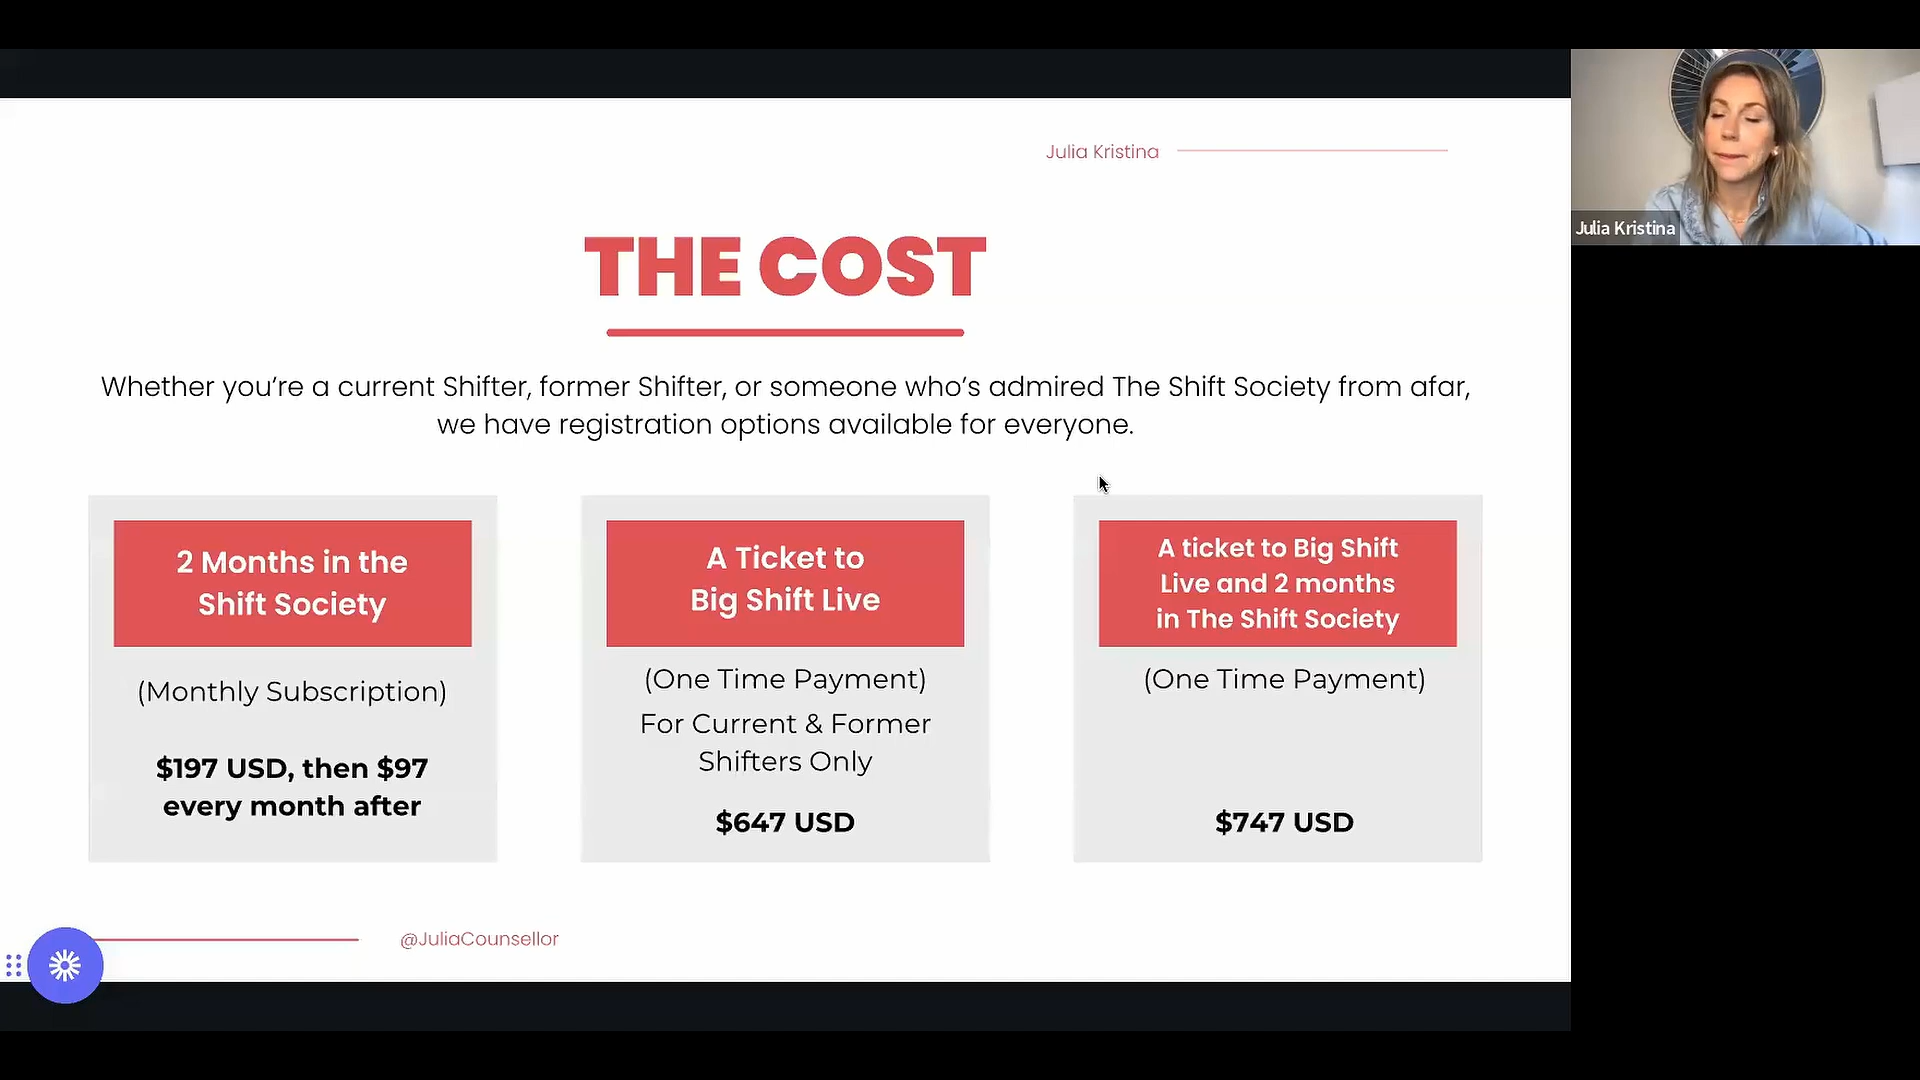 Julia Kristina
THE COST
Whether you're a current Shifter, former Shifter, or someone who's admired The Shift Society from afar,
we have registration options available for everyone.
2 Months in the
Shift Society
(Monthly Subscription)
$197 USD, then $97
every month after
A Ticket to
Big Shift Live
(One Time Payment)
For Current & Former
Shifters Only
$647 USD
A ticket to Big Shift
Live and 2 months
in The Shift Society
(One Time Payment)
$747 USD
@JuliaCounsellor
Julia Kristina